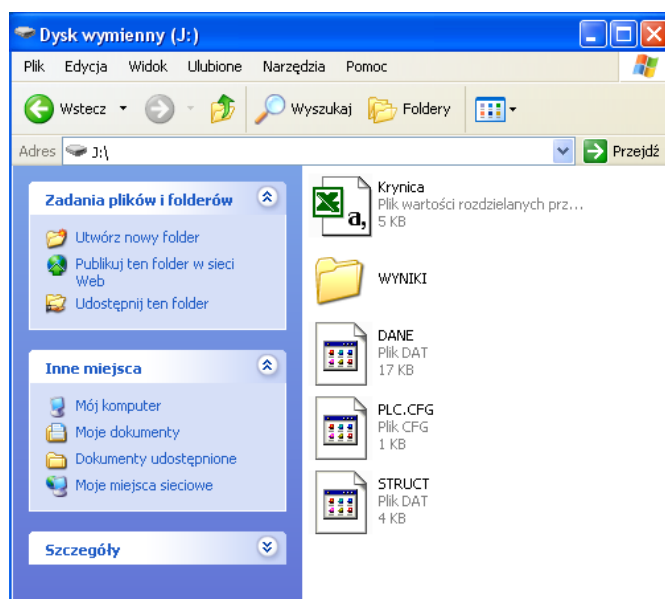 Dysk wymienny (J:)
Plik Edycja Widok Ulubione Narzędzia Pomoc
Wstecz Wyszukaj Foldery
Adres J:\ Przejdź
Zadania plików i folderów
Utwórz nowy folder
Publikuj ten folder w sieci
Web
Udostępnij ten folder
Inne miejsca
Mój komputer
Moje dokumenty
Dokumenty udostępnione
Moje miejsca sieciowe
Szczegóły
Krynica
Plik wartości rozdzielanych prz...
5 KB
WYNIKI
DANE
Plik DAT
17 KB
PLC.CFG
Plik CFG
1 KB
STRUCT
Plik DAT
4 KB